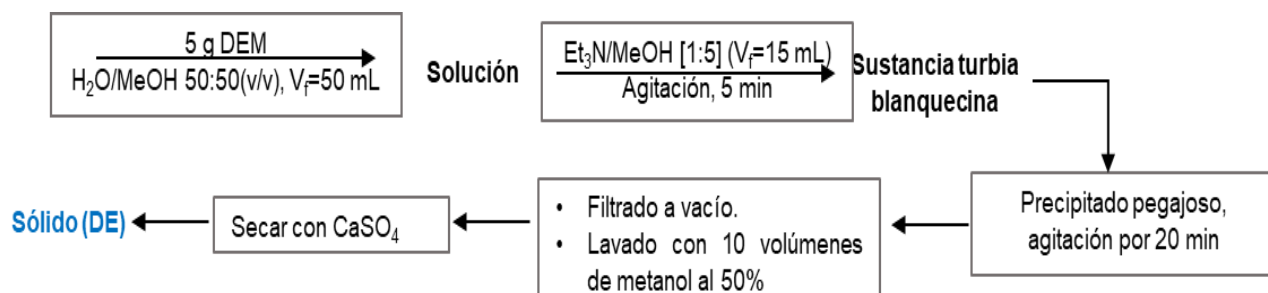 5 g DEM
H₂O/MeOH 50:50(v/v), Vf=50 mL
Solución
Et₃N/MeOH [1:5] (Vf=15 mL)
Agitación, 5 min
Sustancia turbia
blanquecina
Precipitado pegajoso,
agitación por 20 min
• Filtrado a vacío.
• Lavado con 10 volúmenes
de metanol al 50%
Secar con CaSO₄
Sólido (DE)